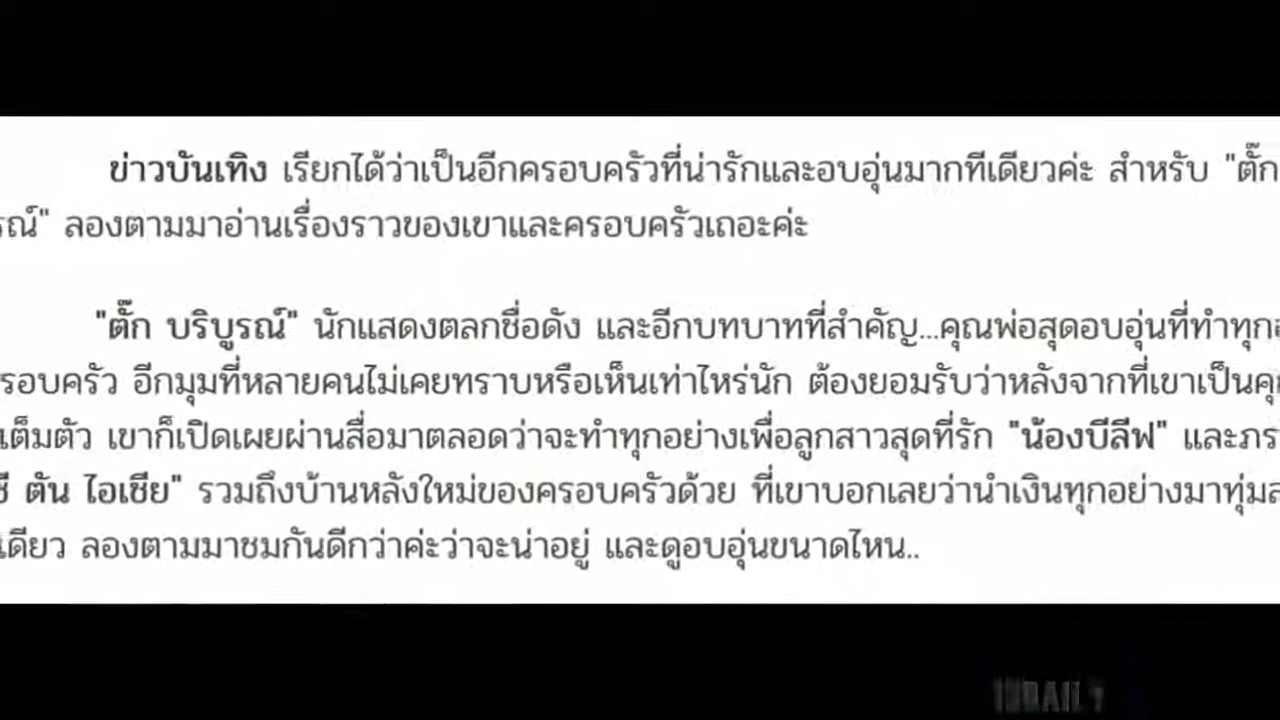 ข่าวบันเทิง เรียกได้ว่าเป็นอีกครอบครัวที่น่ารักและอบอุ่นมากทีเดียวค่ะ สำหรับ "ตั๊ก
รณ์" ลองตามมาอ่านเรื่องราวของเขาและครอบครัวเถอะค่ะ
"ตั๊ก บริบูรณ์" นักแสดงตลกชื่อดัง และอีกบทบาทที่สำคัญ...คุณพ่อสุดอบอุ่นที่ทำทุก
รอบครัว อีกมุมที่หลายคนไม่เคยทราบหรือเห็นเท่าไหร่นัก ต้องยอมรับว่าหลังจากที่เขาเป็นคุ
เต็มตัว เขาก็เปิดเผยผ่านสื่อมาตลอดว่าจะทำทุกอย่างเพื่อลูกสาวสุดที่รัก "น้องบีลีฟ" และภร
ซี ตัน ไอเซีย" รวมถึงบ้านหลังใหม่ของครอบครัวด้วย ที่เขาบอกเลยว่านำเงินทุกอย่างมาทุ่ม
เดียว ลองตามมาชมกันดีกว่าค่ะว่าจะน่าอยู่ และดูอบอุ่นขนาดไหน..